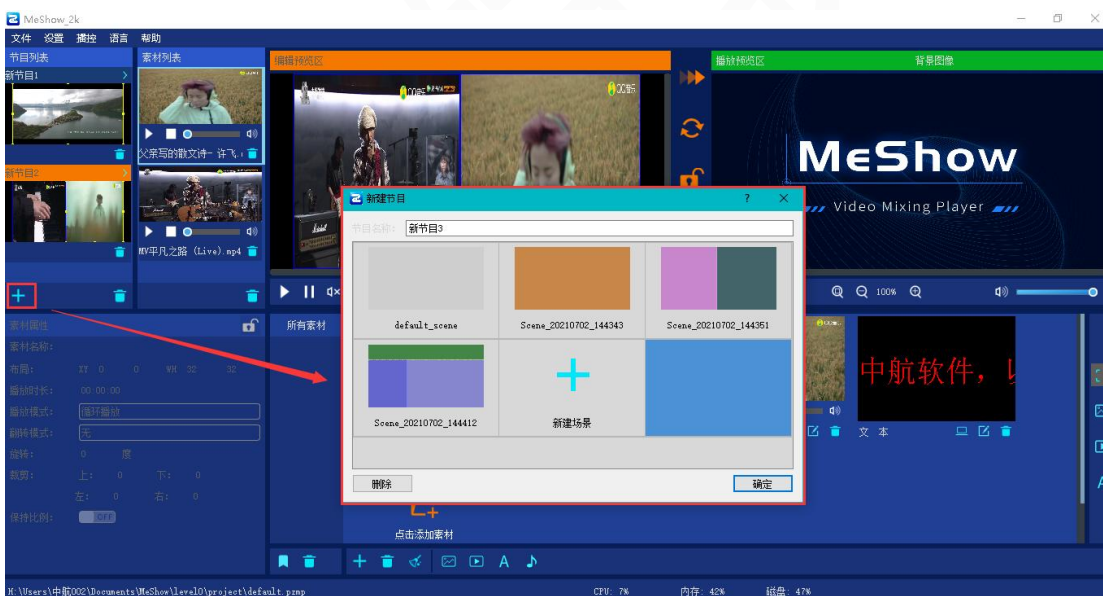 MeShow_2k
文件 设置 播控 语言 帮助
节目列表
素材列表
编辑预览区
播放预览区
背景图像
新节目1
父亲写的散文诗- 许飞.
新节目2
MV平凡之路 (Live).mp4
QQ音乐
MeShow
Video Mixing Player
新建节目
?
节目名称:
新节目3
default_scene
Scene_20210702_144343
Scene_20210702_144351
Scene_20210702_144412
新建场景
删除
确定
100%
素材属性
所有素材
素材名称:
布局: XY 0 0 WH 32 32
播放时长: 00:00:00
播放模式: 循环播放
翻转模式: 无
旋转: 0 度
裁剪: 上: 0 下: 0
左: 0 右: 0
保持比例: OFF
中航软件,
文 本
点击添加素材
A
H:\Users\中航002\Documents\MeShow\level0\project\default.pzmp
CPU: 7%
内存: 42%
磁盘: 47%